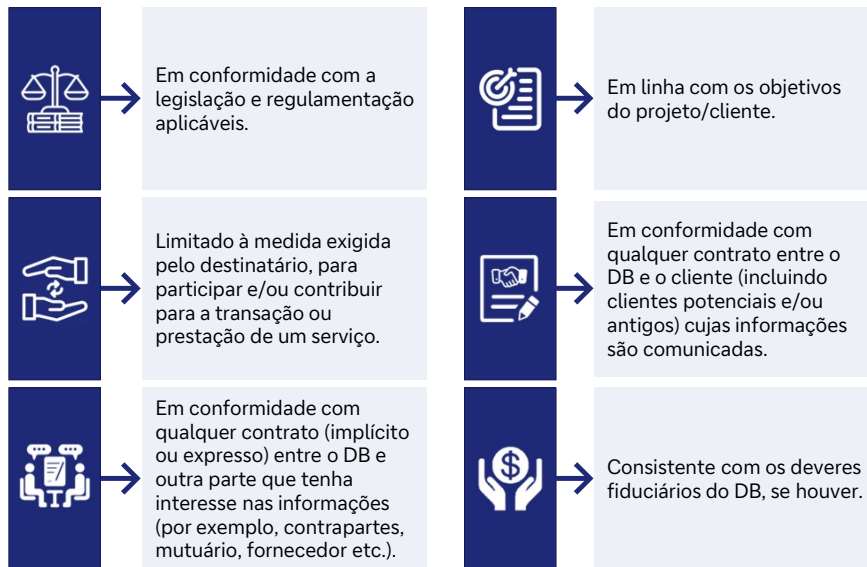 Em conformidade com a
legislação e regulamentação
aplicáveis.
Em linha com os objetivos
do projeto/cliente.
Limitado à medida exigida
pelo destinatário, para
participar e/ou contribuir
para a transação ou
prestação de um serviço.
Em conformidade com
qualquer contrato entre o
DB e o cliente (incluindo
clientes potenciais e/ou
antigos) cujas informações
são comunicadas.
Em conformidade com
qualquer contrato (implícito
ou expresso) entre o DB e
outra parte que tenha
interesse nas informações
(por exemplo, contrapartes,
mutuário, fornecedor etc.).
Consistente com os deveres
fiduciários do DB, se houver.